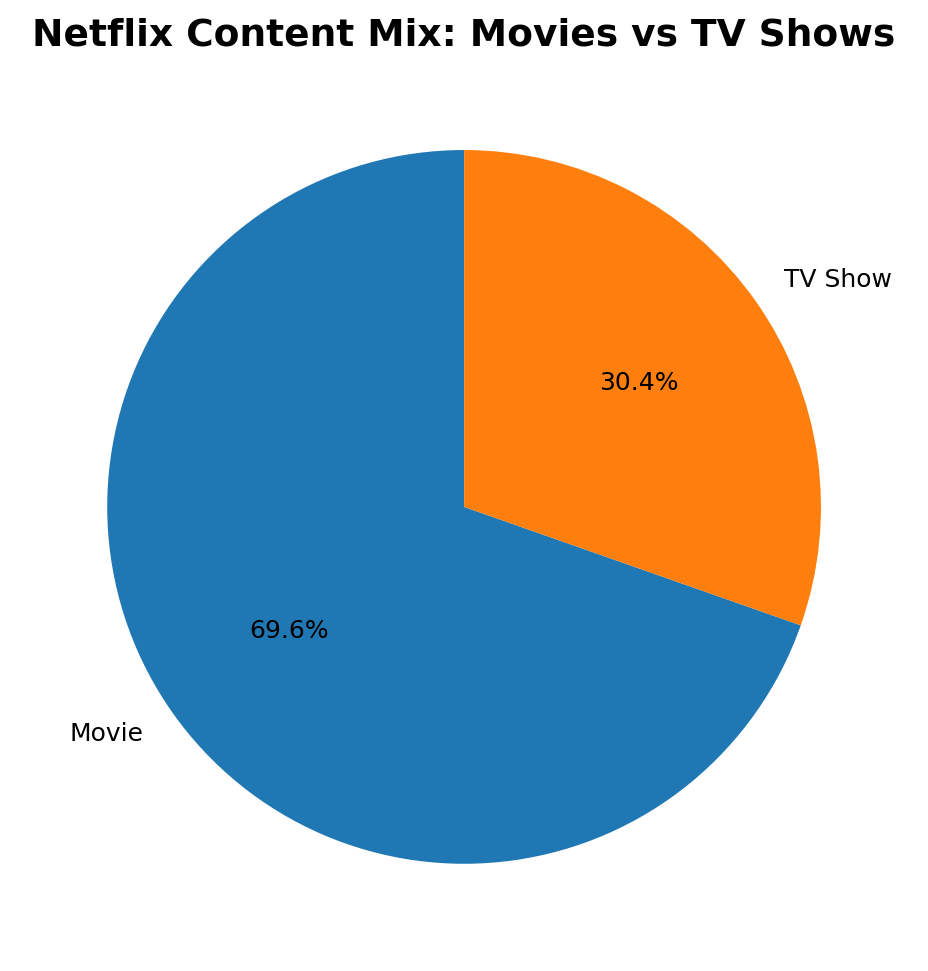 Netflix Content Mix: Movies vs TV Shows
TV Show
30.4%
69.6%
Movie